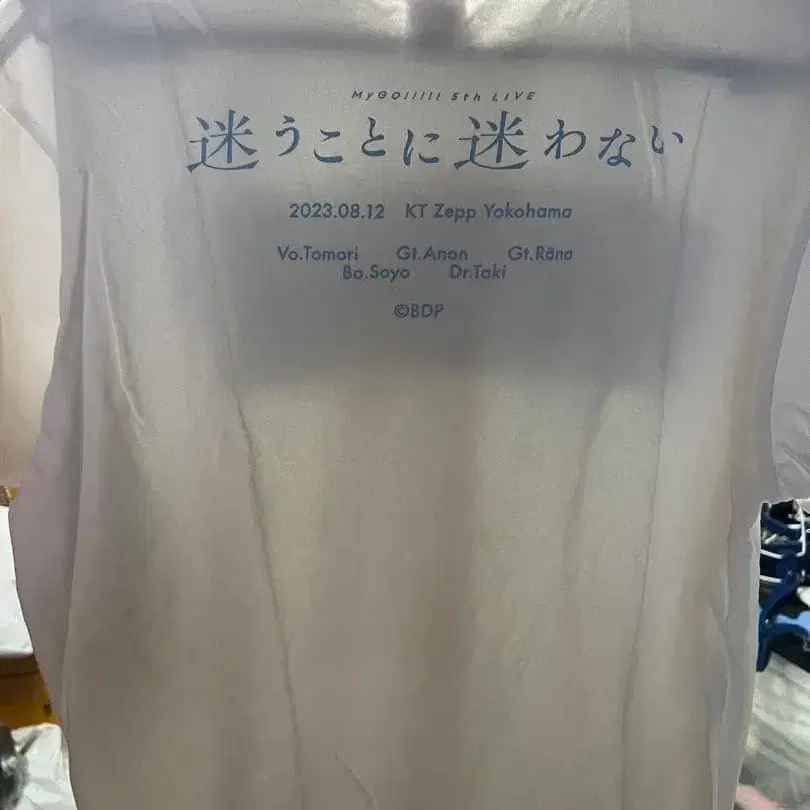 MyGO!!!!! 5th LIVE
迷うことに迷わない
2023.08.12 KT Zepp Yokohama
Vo.Tomori Gt.Anon Gt.Rāna
Ba.Soyo Dr.Taki
©BDP